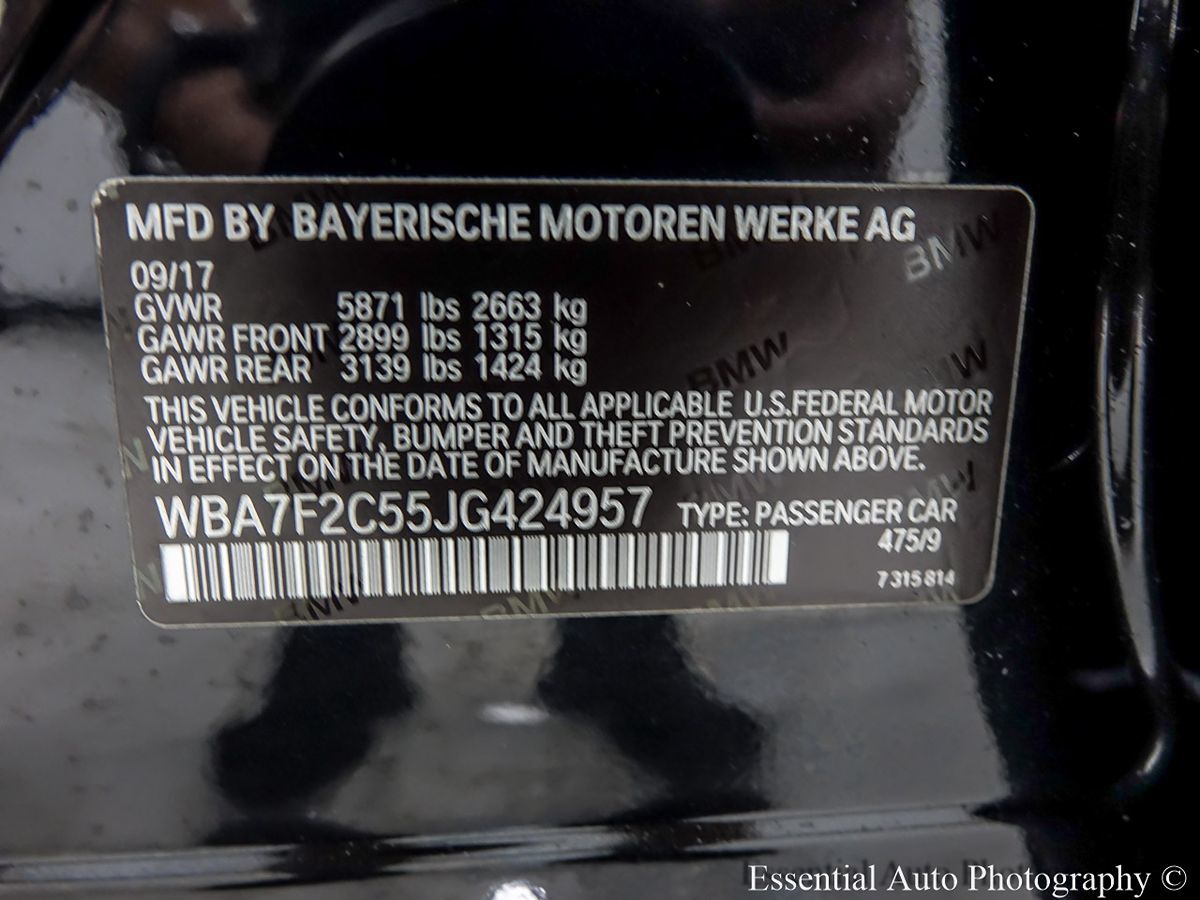 MFD BY BAYERISCHE MOTOREN WERKE AG
BMW
09/17
GVWR 5871 lbs 2663 kg
GAWR FRONT 2899 lbs 1315 kg
GAWR REAR 3139 lbs 1424 kg
BMW
THIS VEHICLE CONFORMS TO ALL APPLICABLE U.S.FEDERAL MOTOR
VEHICLE SAFETY, BUMPER AND THEFT PREVENTION STANDARDS
IN EFFECT ON THE DATE OF MANUFACTURE SHOWN ABOVE.
WBA7F2C55JG424957 TYPE: PASSENGER CAR
475/9
7 315 814
BMW BMW
Essential Auto Photography ©